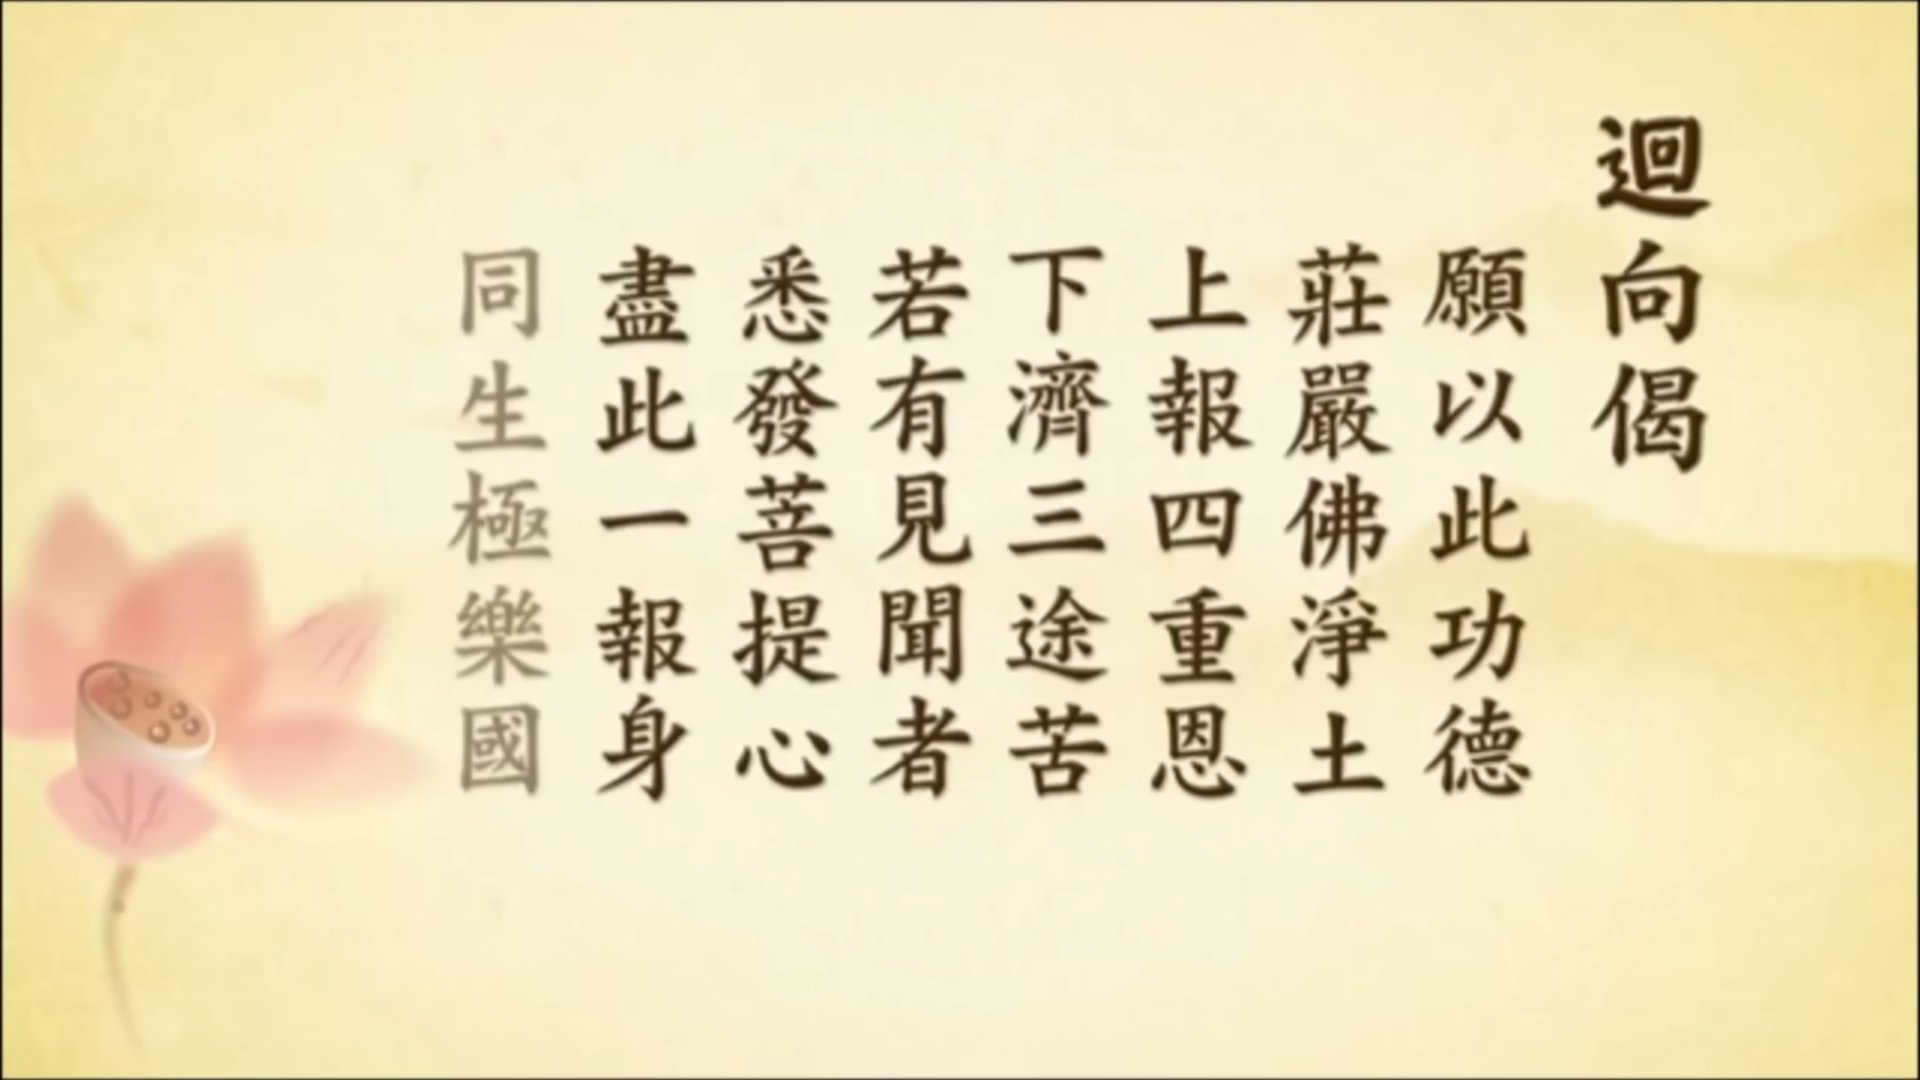 迴向偈
願以此功德
莊嚴佛淨土
上報四重恩
下濟三途苦
若有見聞者
悉發菩提心
盡此一報身
同生極樂國